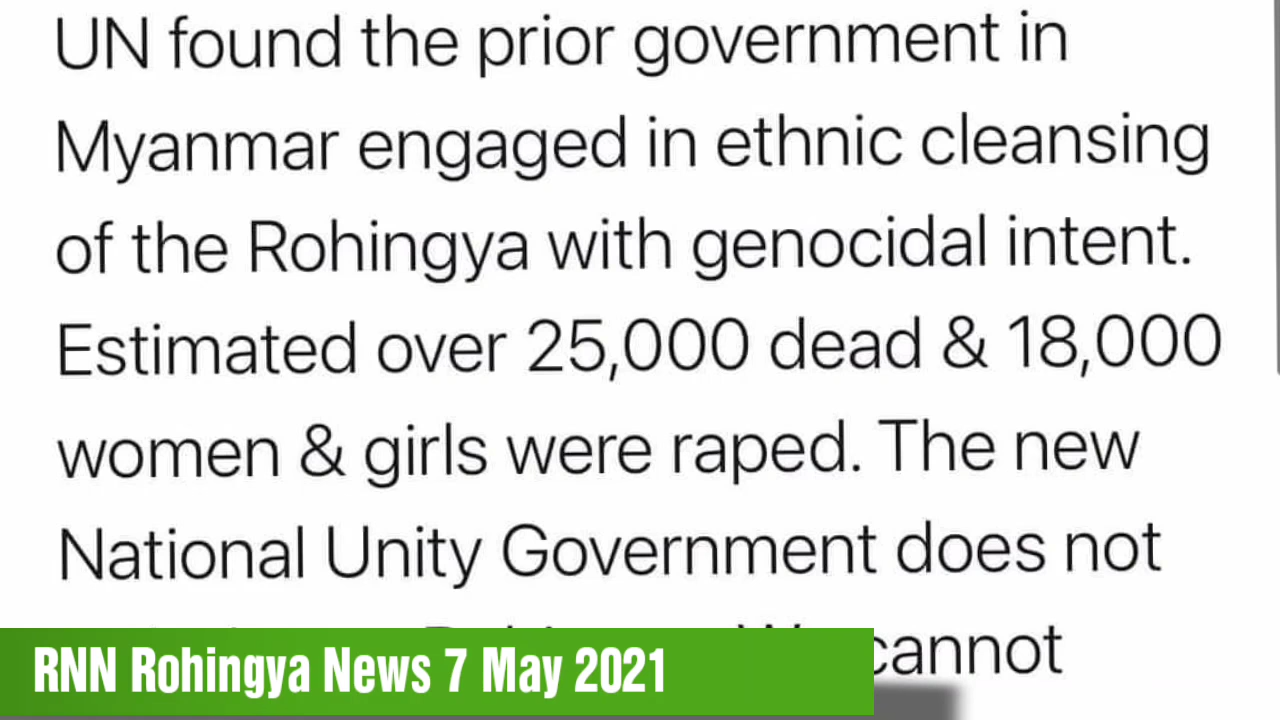 UN found the prior government in
Myanmar engaged in ethnic cleansing
of the Rohingya with genocidal intent.
Estimated over 25,000 dead & 18,000
women & girls were raped. The new
National Unity Government does not
cannot
RNN Rohingya News 7 May 2021